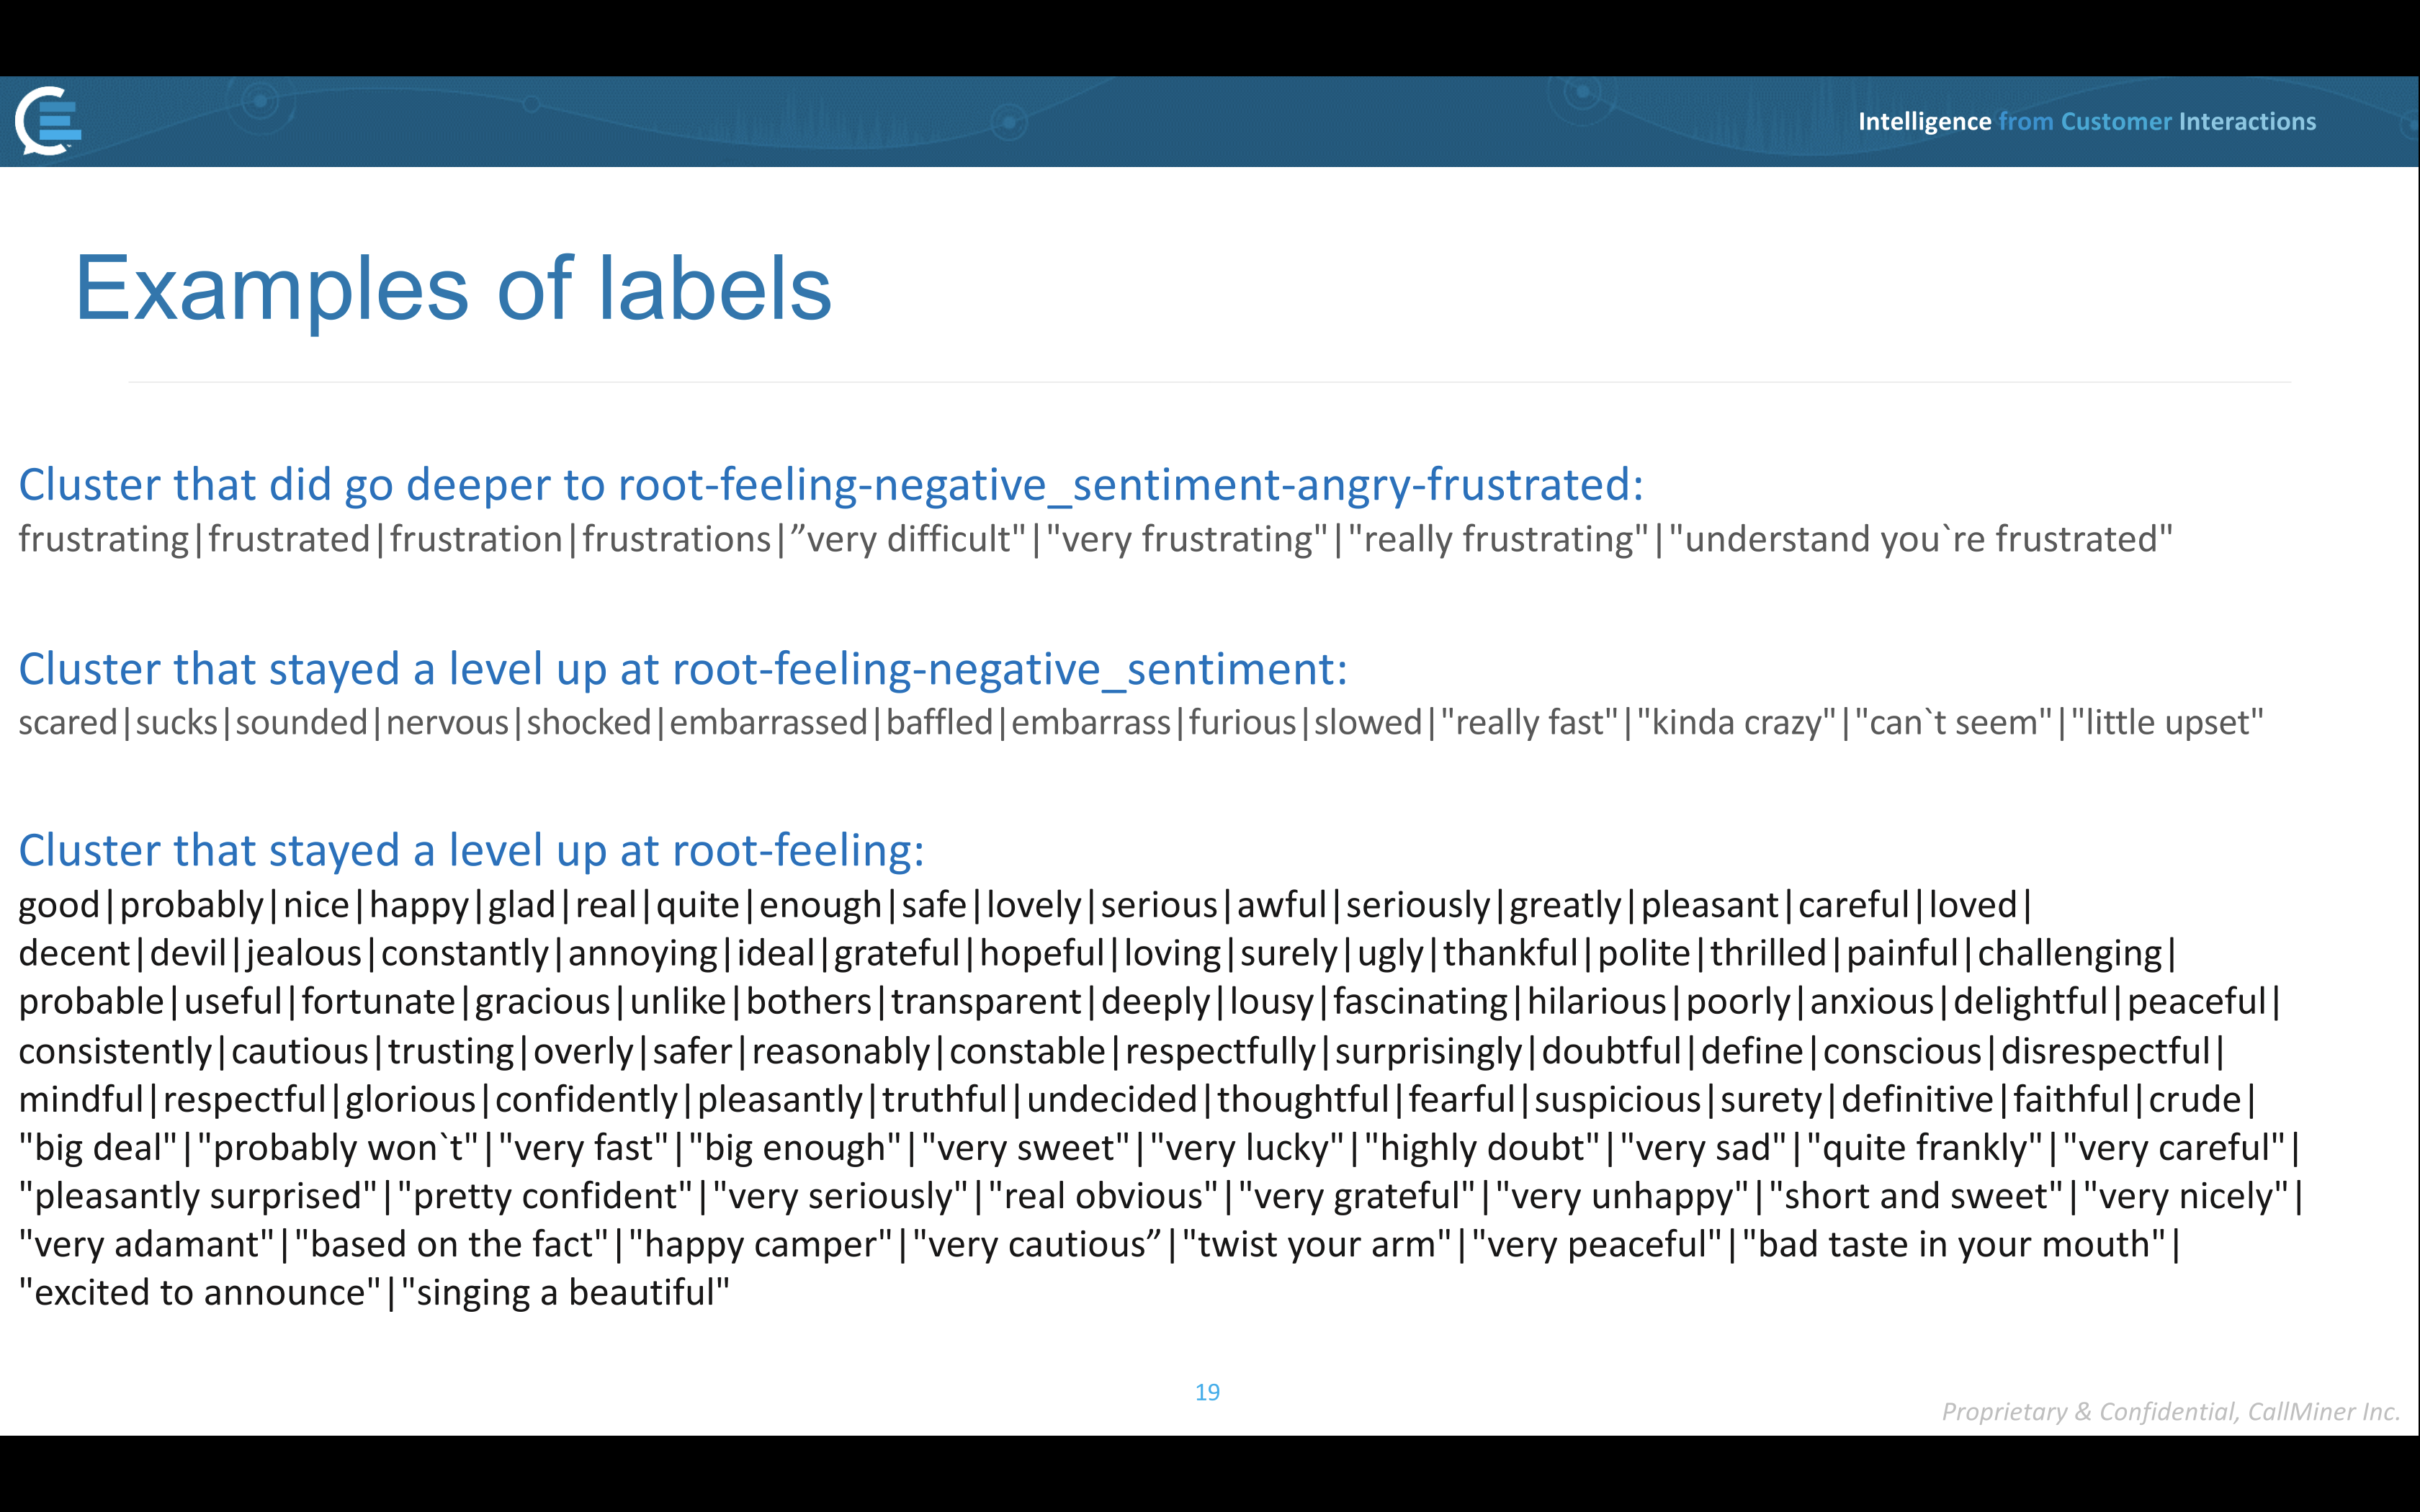 Intelligence from Customer Interactions
Examples of labels
Cluster that did go deeper to root-feeling-negative_sentiment-angry-frustrated:
frustrating|frustrated|frustration|frustrations|”very difficult"|"very frustrating"|"really frustrating"|"understand you`re frustrated"
Cluster that stayed a level up at root-feeling-negative_sentiment:
scared|sucks|sounded|nervous|shocked|embarrassed|baffled|embarrass|furious|slowed|"really fast"|"kinda crazy"|"can`t seem"|"little upset"
Cluster that stayed a level up at root-feeling:
good|probably|nice|happy|glad|real|quite|enough|safe|lovely|serious|awful|seriously|greatly|pleasant|careful|loved|
decent|devil|jealous|constantly|annoying|ideal|grateful|hopeful|loving|surely|ugly|thankful|polite|thrilled|painful|challenging|
probable|useful|fortunate|gracious|unlike|bothers|transparent|deeply|lousy|fascinating|hilarious|poorly|anxious|delightful|peaceful|
consistently|cautious|trusting|overly|safer|reasonably|constable|respectfully|surprisingly|doubtful|define|conscious|disrespectful|
mindful|respectful|glorious|confidently|pleasantly|truthful|undecided|thoughtful|fearful|suspicious|surety|definitive|faithful|crude|
"big deal"|"probably won`t"|"very fast"|"big enough"|"very sweet"|"very lucky"|"highly doubt"|"very sad"|"quite frankly"|"very careful"|
"pleasantly surprised"|"pretty confident"|"very seriously"|"real obvious"|"very grateful"|"very unhappy"|"short and sweet"|"very nicely"|
"very adamant"|"based on the fact"|"happy camper"|"very cautious”|"twist your arm"|"very peaceful"|"bad taste in your mouth"|
"excited to announce"|"singing a beautiful"
19
Proprietary & Confidential, CallMiner Inc.